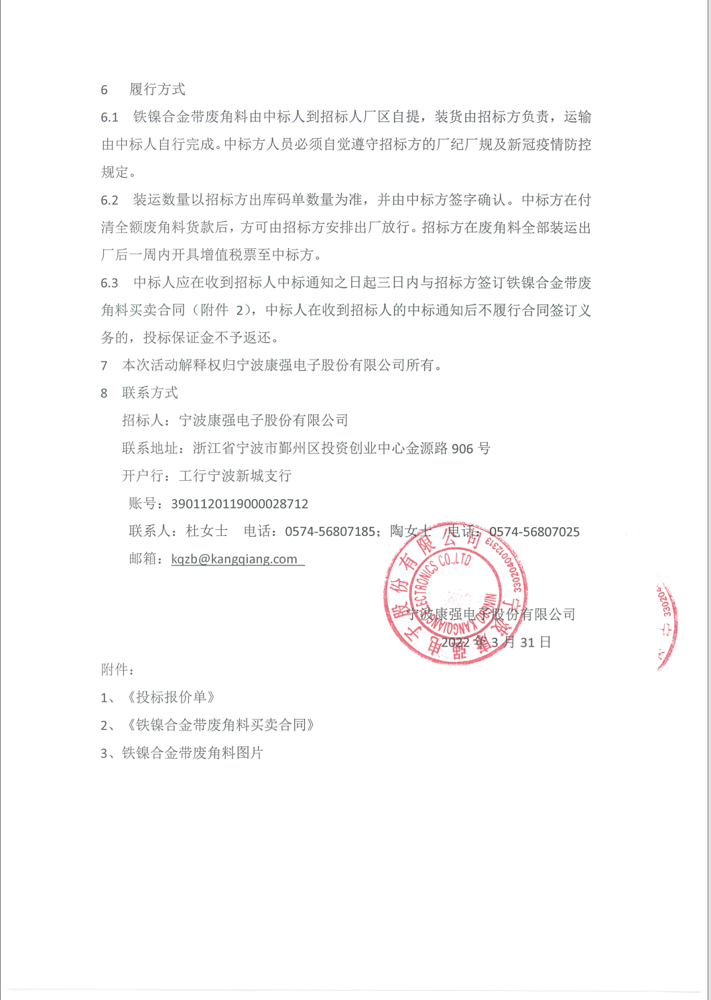 6 履行方式
6.1 铁镍合金带废角料由中标人到招标人厂区自提，装货由招标方负责，运输
由中标人自行完成。中标方人员必须自觉遵守招标方的厂纪厂规及新冠疫情防控
规定。
6.2 装运数量以招标方出库码单数量为准，并由中标方签字确认。中标方在付
清全额废角料货款后，方可由招标方安排出厂放行。招标方在废角料全部装运出
厂后一周内开具增值税票至中标方。
6.3 中标人应在收到招标人中标通知之日起三日内与招标方签订铁镍合金带废
角料买卖合同（附件 2），中标人在收到招标人的中标通知后不履行合同签订义
务的，投标保证金不予返还。
7 本次活动解释权归宁波康强电子股份有限公司所有。
8 联系方式
招标人：宁波康强电子股份有限公司
联系地址：浙江省宁波市鄞州区投资创业中心金源路 906 号
开户行：工行宁波新城支行
账号：3901120119000028712
联系人：杜女士 电话：0574-56807185；陶女士 电话：0574-56807025
邮箱：kqzb@kangqiang.com
宁波康强电子股份有限公司
NINGBO KANGQIANG ELECTRONICS CO.,LTD
3302040012313
宁波康强电子股份有限公司
2022 年 3 月 31 日
330204
宁
附件：
1、《投标报价单》
2、《铁镍合金带废角料买卖合同》
3、铁镍合金带废角料图片